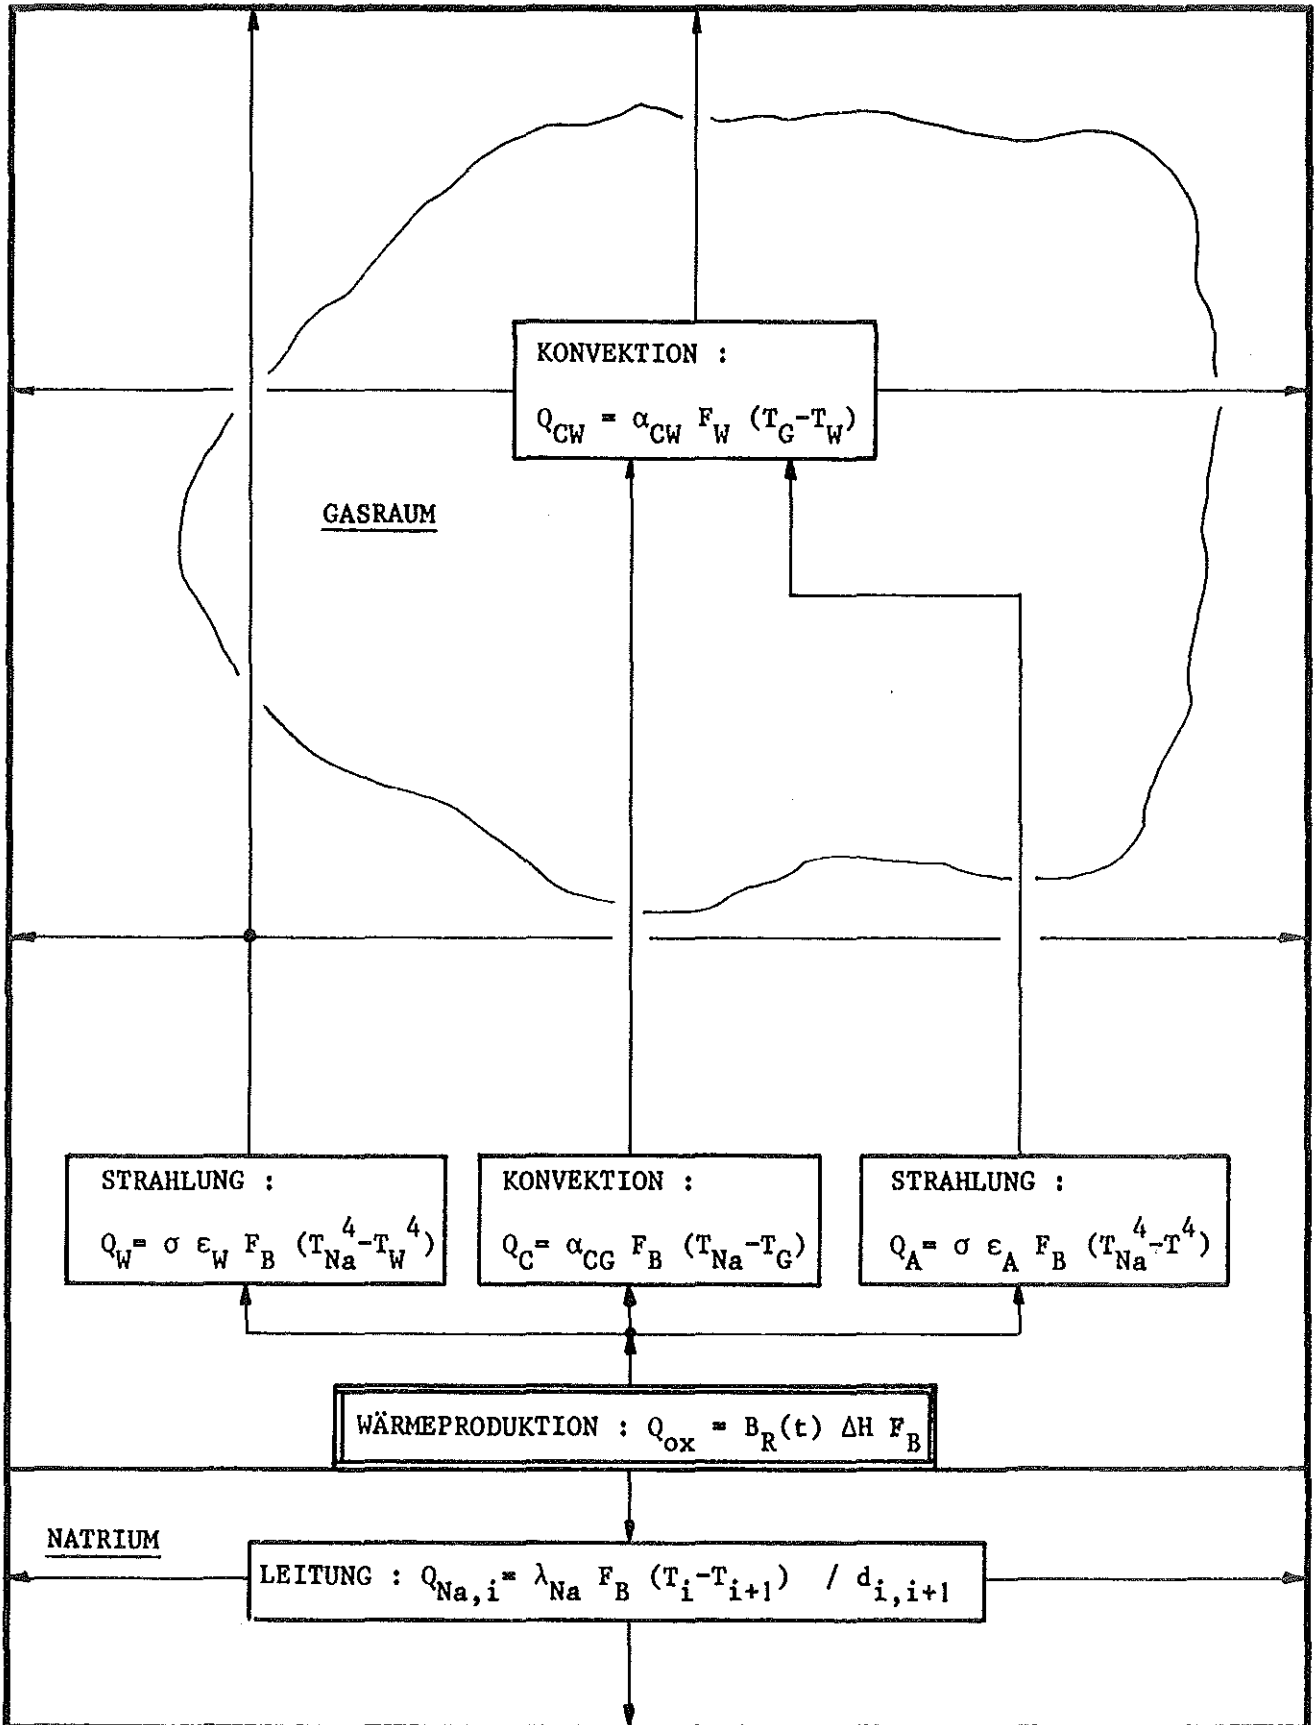 KONVEKTION :
Q_CW = α_CW F_W (T_G-T_W)
GASRAUM
STRAHLUNG :
Q_W= σ ε_W F_B (T_Na^4-T_W^4)
KONVEKTION :
Q_C= α_CG F_B (T_Na-T_G)
STRAHLUNG :
Q_A= σ ε_A F_B (T_Na^4-T^4)
WÄRMEPRODUKTION : Q_ox = B_R(t) ΔH F_B
NATRIUM
LEITUNG : Q_Na,i= λ_Na F_B (T_i-T_i+1) / d_i,i+1